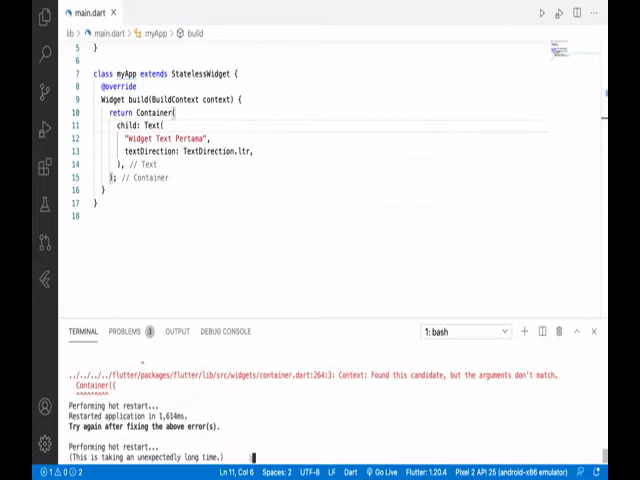 main.dart ×
lib > main.dart > myApp > build
5 }
6
7 class myApp extends StatelessWidget {
8 @override
9 Widget build(BuildContext context) {
10 return Container(
11 child: Text(
12 "Widget Text Pertama",
13 textDirection: TextDirection.ltr,
14 ), // Text
15 ); // Container
16 }
17 }
18
TERMINAL PROBLEMS 3 OUTPUT DEBUG CONSOLE 1: bash
^
../../../../flutter/packages/flutter/lib/src/widgets/container.dart:264:3: Context: Found this candidate, but the arguments don't match.
Container({
^^^^^^^^^
Performing hot restart...
Restarted application in 1,614ms.
Try again after fixing the above error(s).
Performing hot restart...
(This is taking an unexpectedly long time.)
1 0 2 Ln 11, Col 6 Spaces: 2 UTF-8 LF Dart Go Live Flutter: 1.20.4 Pixel 2 API 25 (android-x86 emulator)